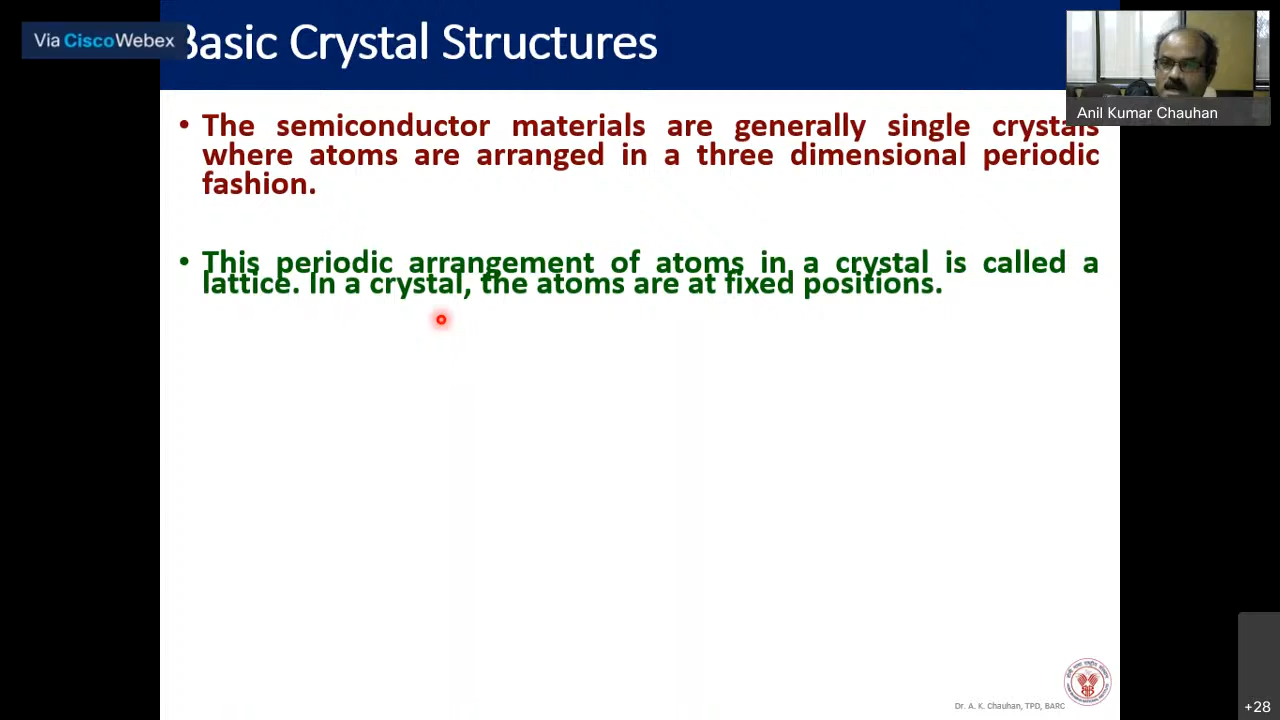 Via CiscoWebex
Basic Crystal Structures
Anil Kumar Chauhan
• The semiconductor materials are generally single crystals
where atoms are arranged in a three dimensional periodic
fashion.
• This periodic arrangement of atoms in a crystal is called a
lattice. In a crystal, the atoms are at fixed positions.
Dr. A. K. Chauhan, TPD, BARC
+28